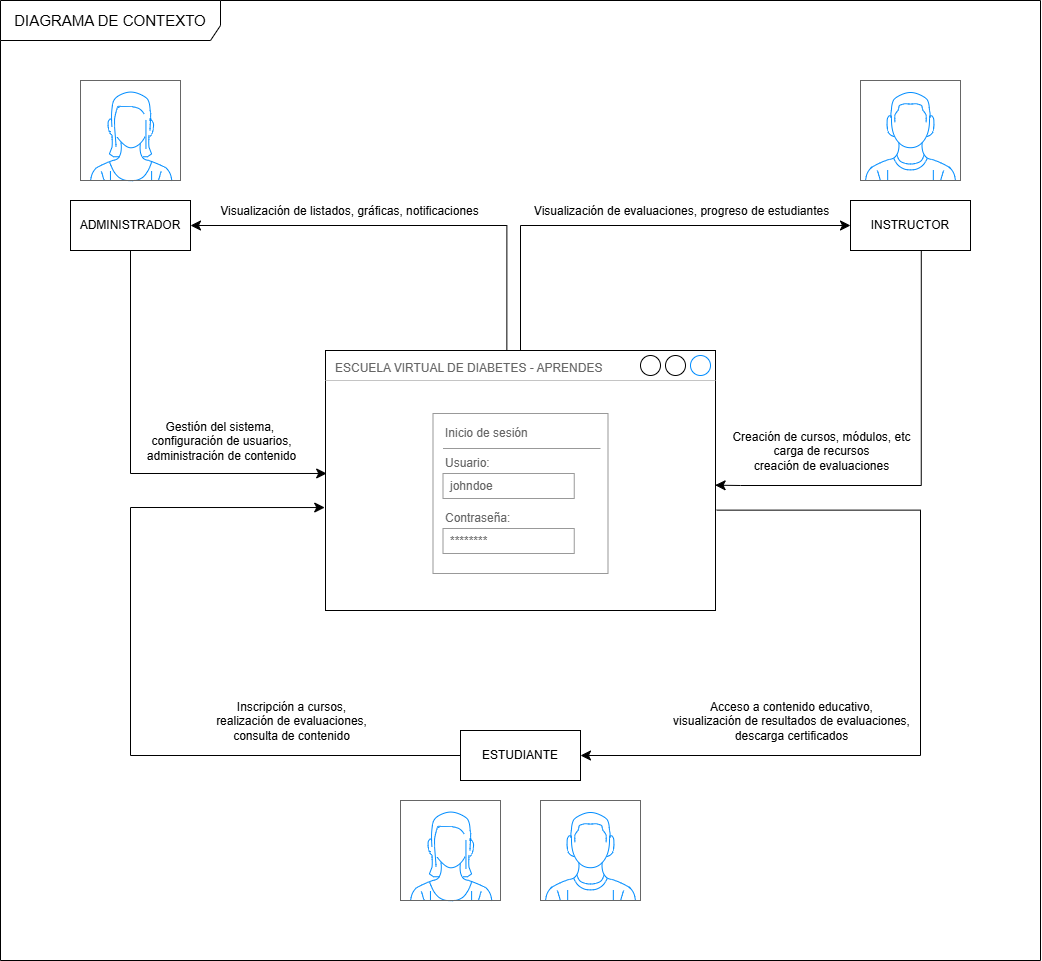 DIAGRAMA DE CONTEXTO
ADMINISTRADOR
Visualización de listados, gráficas, notificaciones
Visualización de evaluaciones, progreso de estudiantes
INSTRUCTOR
ESCUELA VIRTUAL DE DIABETES - APRENDES
Gestión del sistema,
configuración de usuarios,
administración de contenido
Inicio de sesión
Usuario:
johndoe
Contraseña:
********
Creación de cursos, módulos, etc
carga de recursos
creación de evaluaciones
Inscripción a cursos,
realización de evaluaciones,
consulta de contenido
ESTUDIANTE
Acceso a contenido educativo,
visualización de resultados de evaluaciones,
descarga certificados